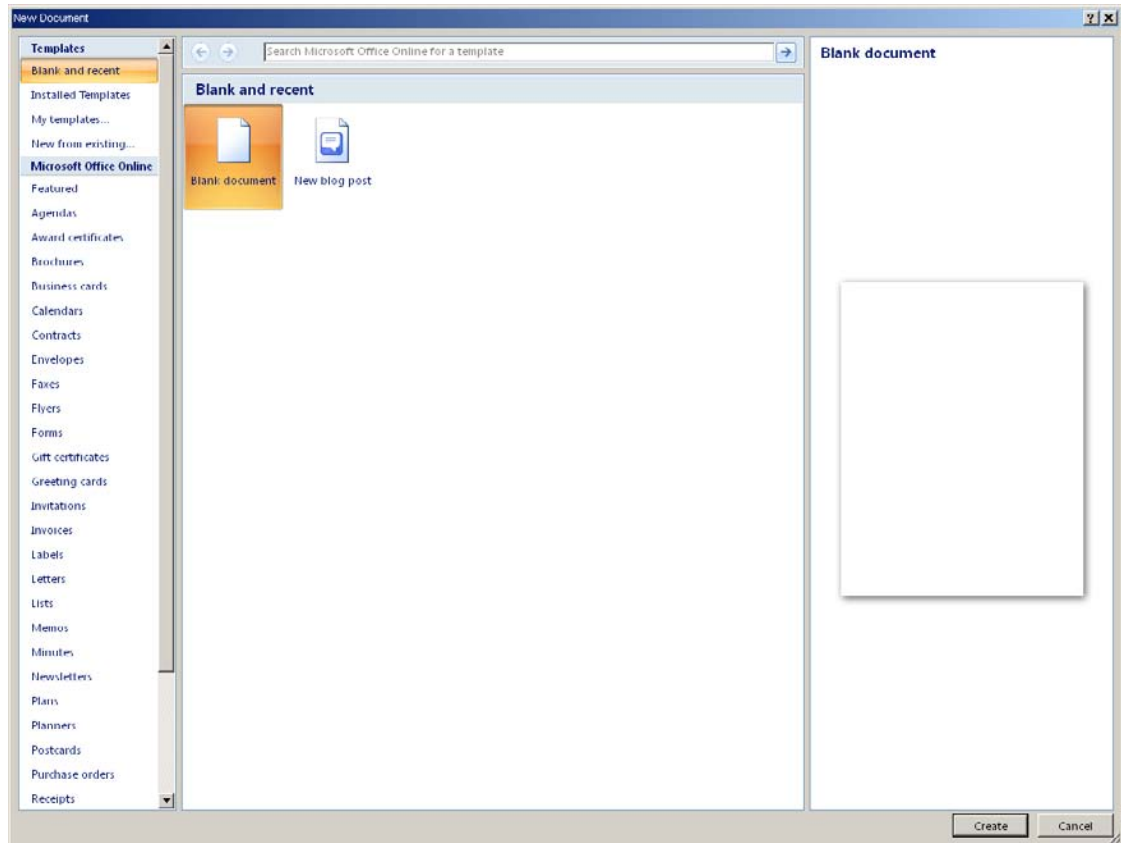 New Document
Templates
Blank and recent
Installed Templates
My templates...
New from existing...
Microsoft Office Online
Featured
Agendas
Award certificates
Brochures
Business cards
Calendars
Contracts
Envelopes
Faxes
Flyers
Forms
Gift certificates
Greeting cards
Invitations
Invoices
Labels
Letters
Lists
Memos
Minutes
Newsletters
Plans
Planners
Postcards
Purchase orders
Receipts
Search Microsoft Office Online for a template
Blank and recent
Blank document
New blog post
Blank document
Create
Cancel